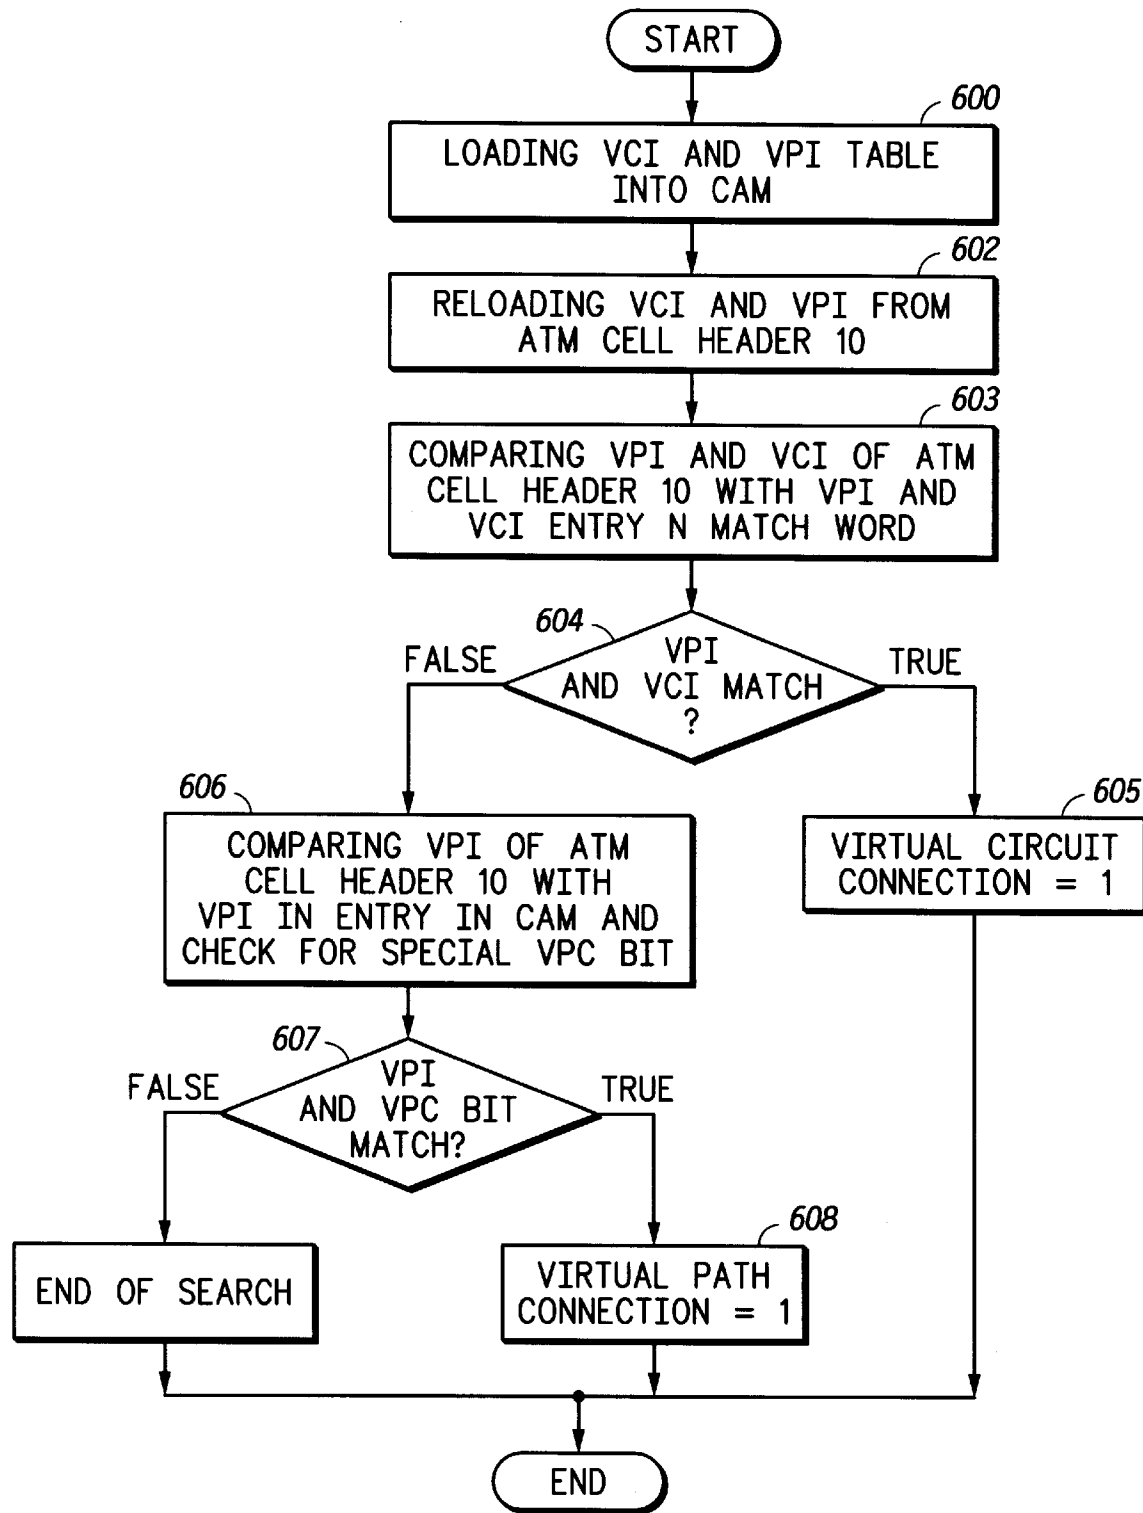 START
600
LOADING VCI AND VPI TABLE
INTO CAM
602
RELOADING VCI AND VPI FROM
ATM CELL HEADER 10
603
COMPARING VPI AND VCI OF ATM
CELL HEADER 10 WITH VPI AND
VCI ENTRY N MATCH WORD
604
VPI
AND VCI MATCH
?
FALSE
TRUE
606
COMPARING VPI OF ATM
CELL HEADER 10 WITH
VPI IN ENTRY IN CAM AND
CHECK FOR SPECIAL VPC BIT
605
VIRTUAL CIRCUIT
CONNECTION = 1
607
VPI
AND VPC BIT
MATCH?
FALSE
TRUE
END OF SEARCH
608
VIRTUAL PATH
CONNECTION = 1
END